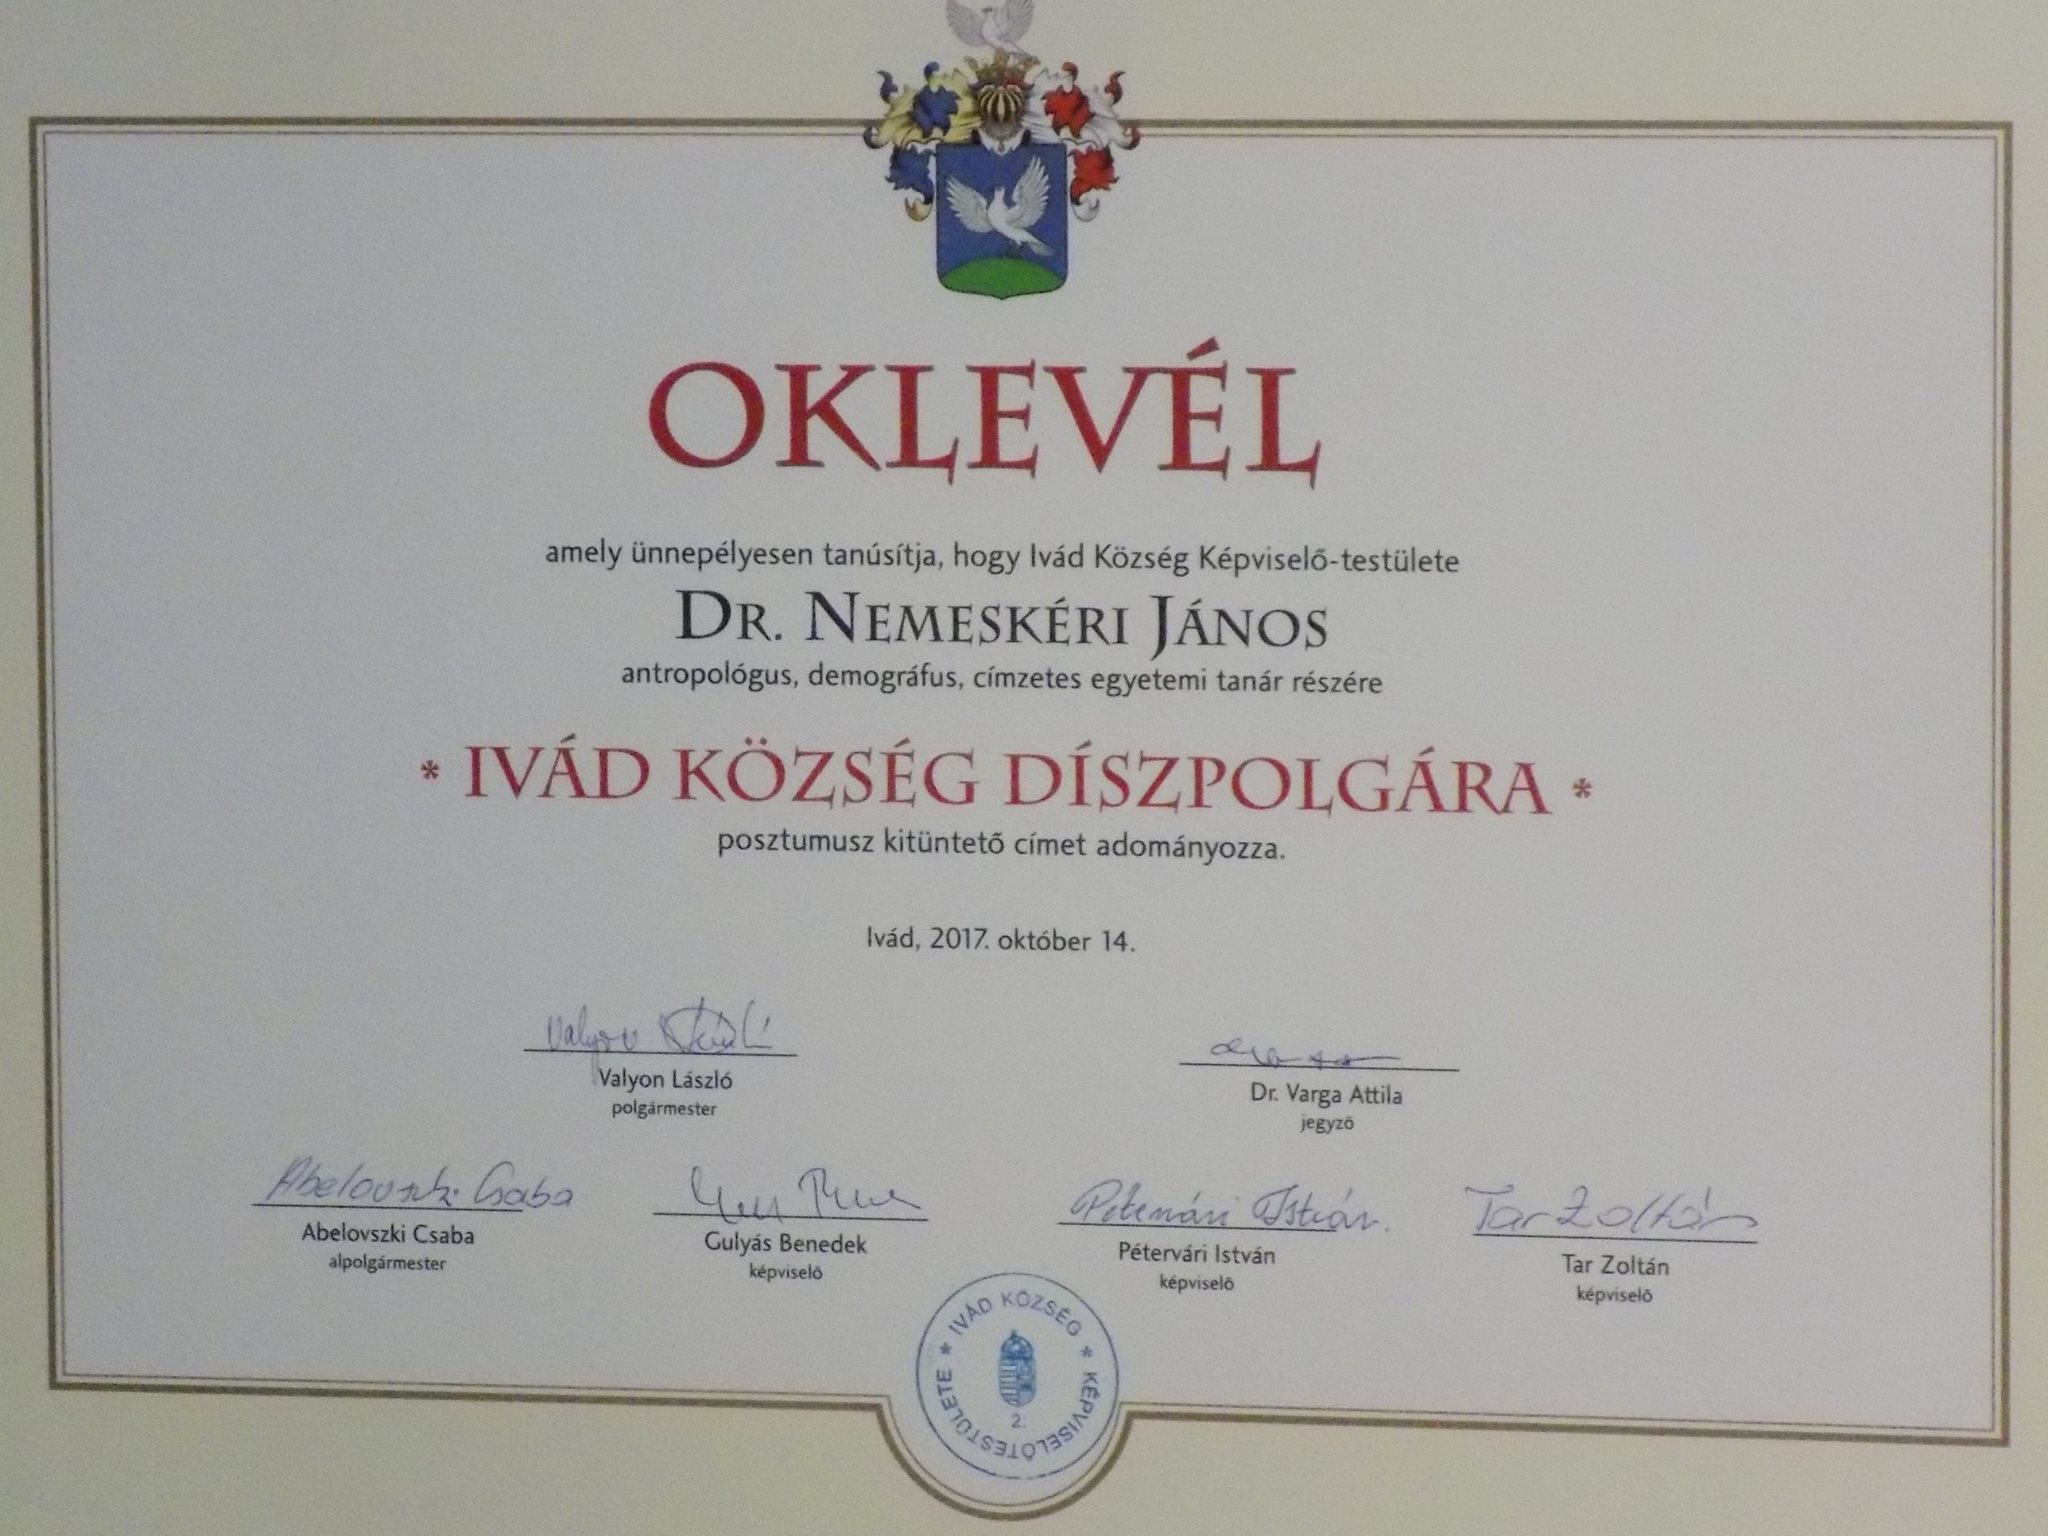 OKLEVÉL
amely ünnepélyesen tanúsítja, hogy Ivád Község Képviselő-testülete
DR. NEMESKÉRI JÁNOS
antropológus, demográfus, címzetes egyetemi tanár részére
* IVÁD KÖZSÉG DÍSZPOLGÁRA *
posztumusz kitüntető címet adományozza.
Ivád, 2017. október 14.
Valyon László
Valyon László
polgármester
Dr. Varga Attila
jegyző
Abelovszki Csaba
Pétervári István
Tar Zoltán
Abelovszki Csaba
alpolgármester
Gulyás Benedek
képviselő
Pétervári István
képviselő
Tar Zoltán
képviselő
* IVÁD KÖZSÉG * KÉPVISELŐTESTÜLETE
2.